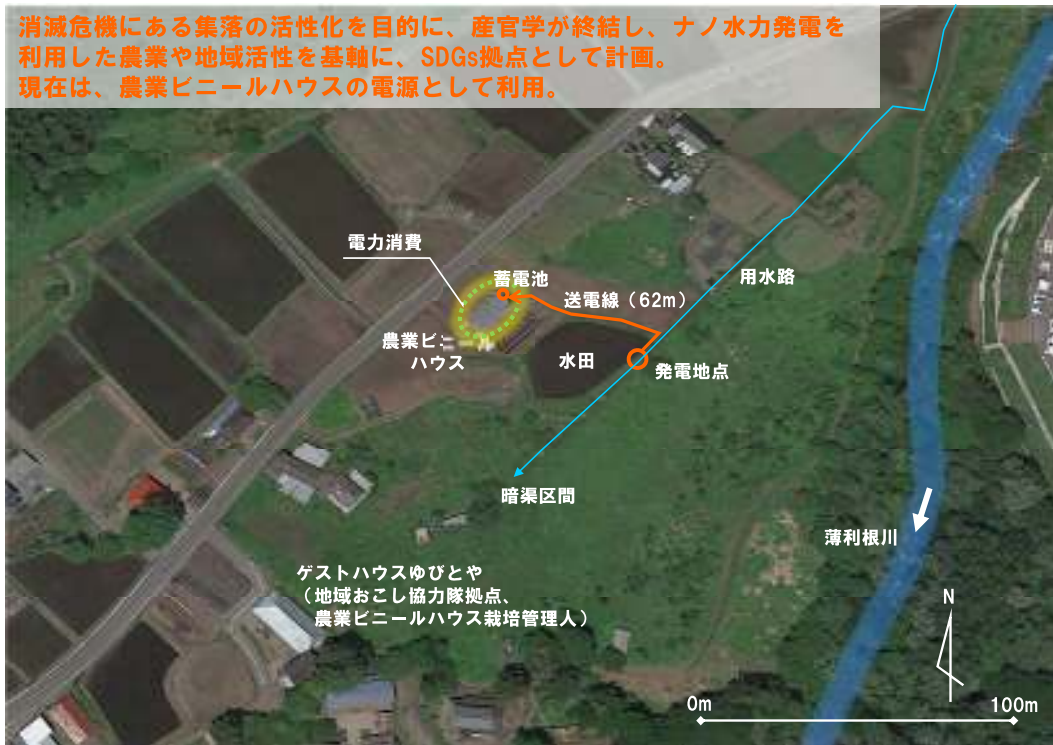 消滅危機にある集落の活性化を目的に、産官学が終結し、ナノ水力発電を
利用した農業や地域活性を基軸に、SDGs拠点として計画。
現在は、農業ビニールハウスの電源として利用。
電力消費
蓄電池
送電線（62m）
用水路
農業ビニ
ハウス
水田
発電地点
暗渠区間
薄利根川
ゲストハウスゆびとや
（地域おこし協力隊拠点、
農業ビニールハウス栽培管理人）
N
0m
100m